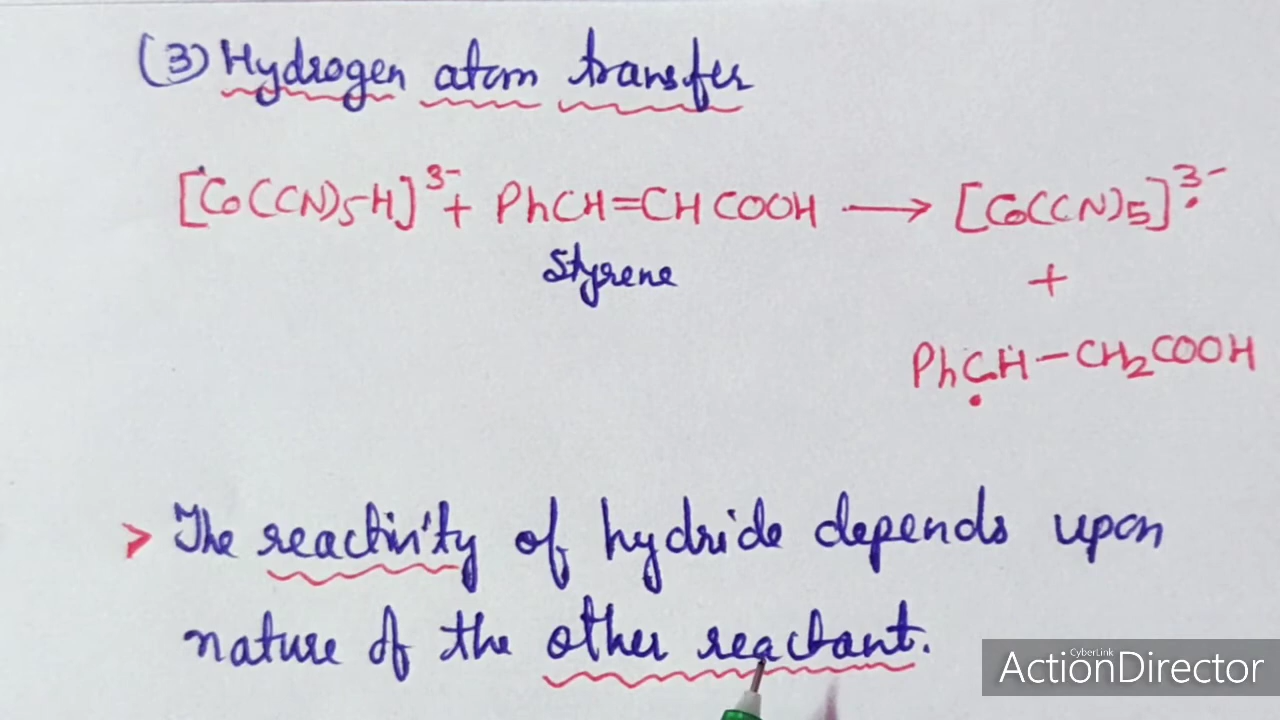 (3) Hydrogen atom transfer
[Co(CN)5-H]³⁻ + PhCH=CHCOOH → [Co(CN)5]³⁻•
Styrene
+
PhĊH-CH₂COOH
> The reactivity of hydride depends upon
nature of the other reactant.
CyberLink
ActionDirector